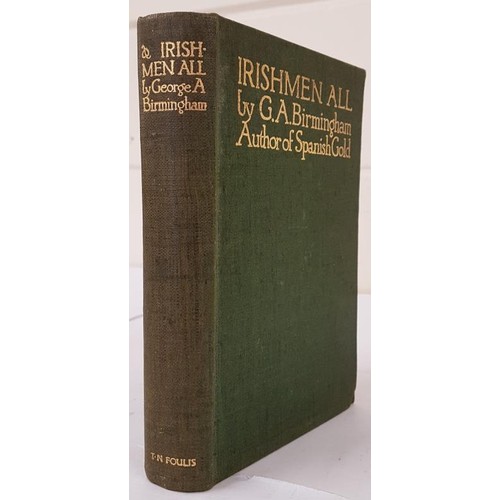 IRISH-
MEN ALL
by George A
Birmingham
T·N FOULIS
IRISHMEN ALL
by G.A.Birmingham
Author of Spanish Gold